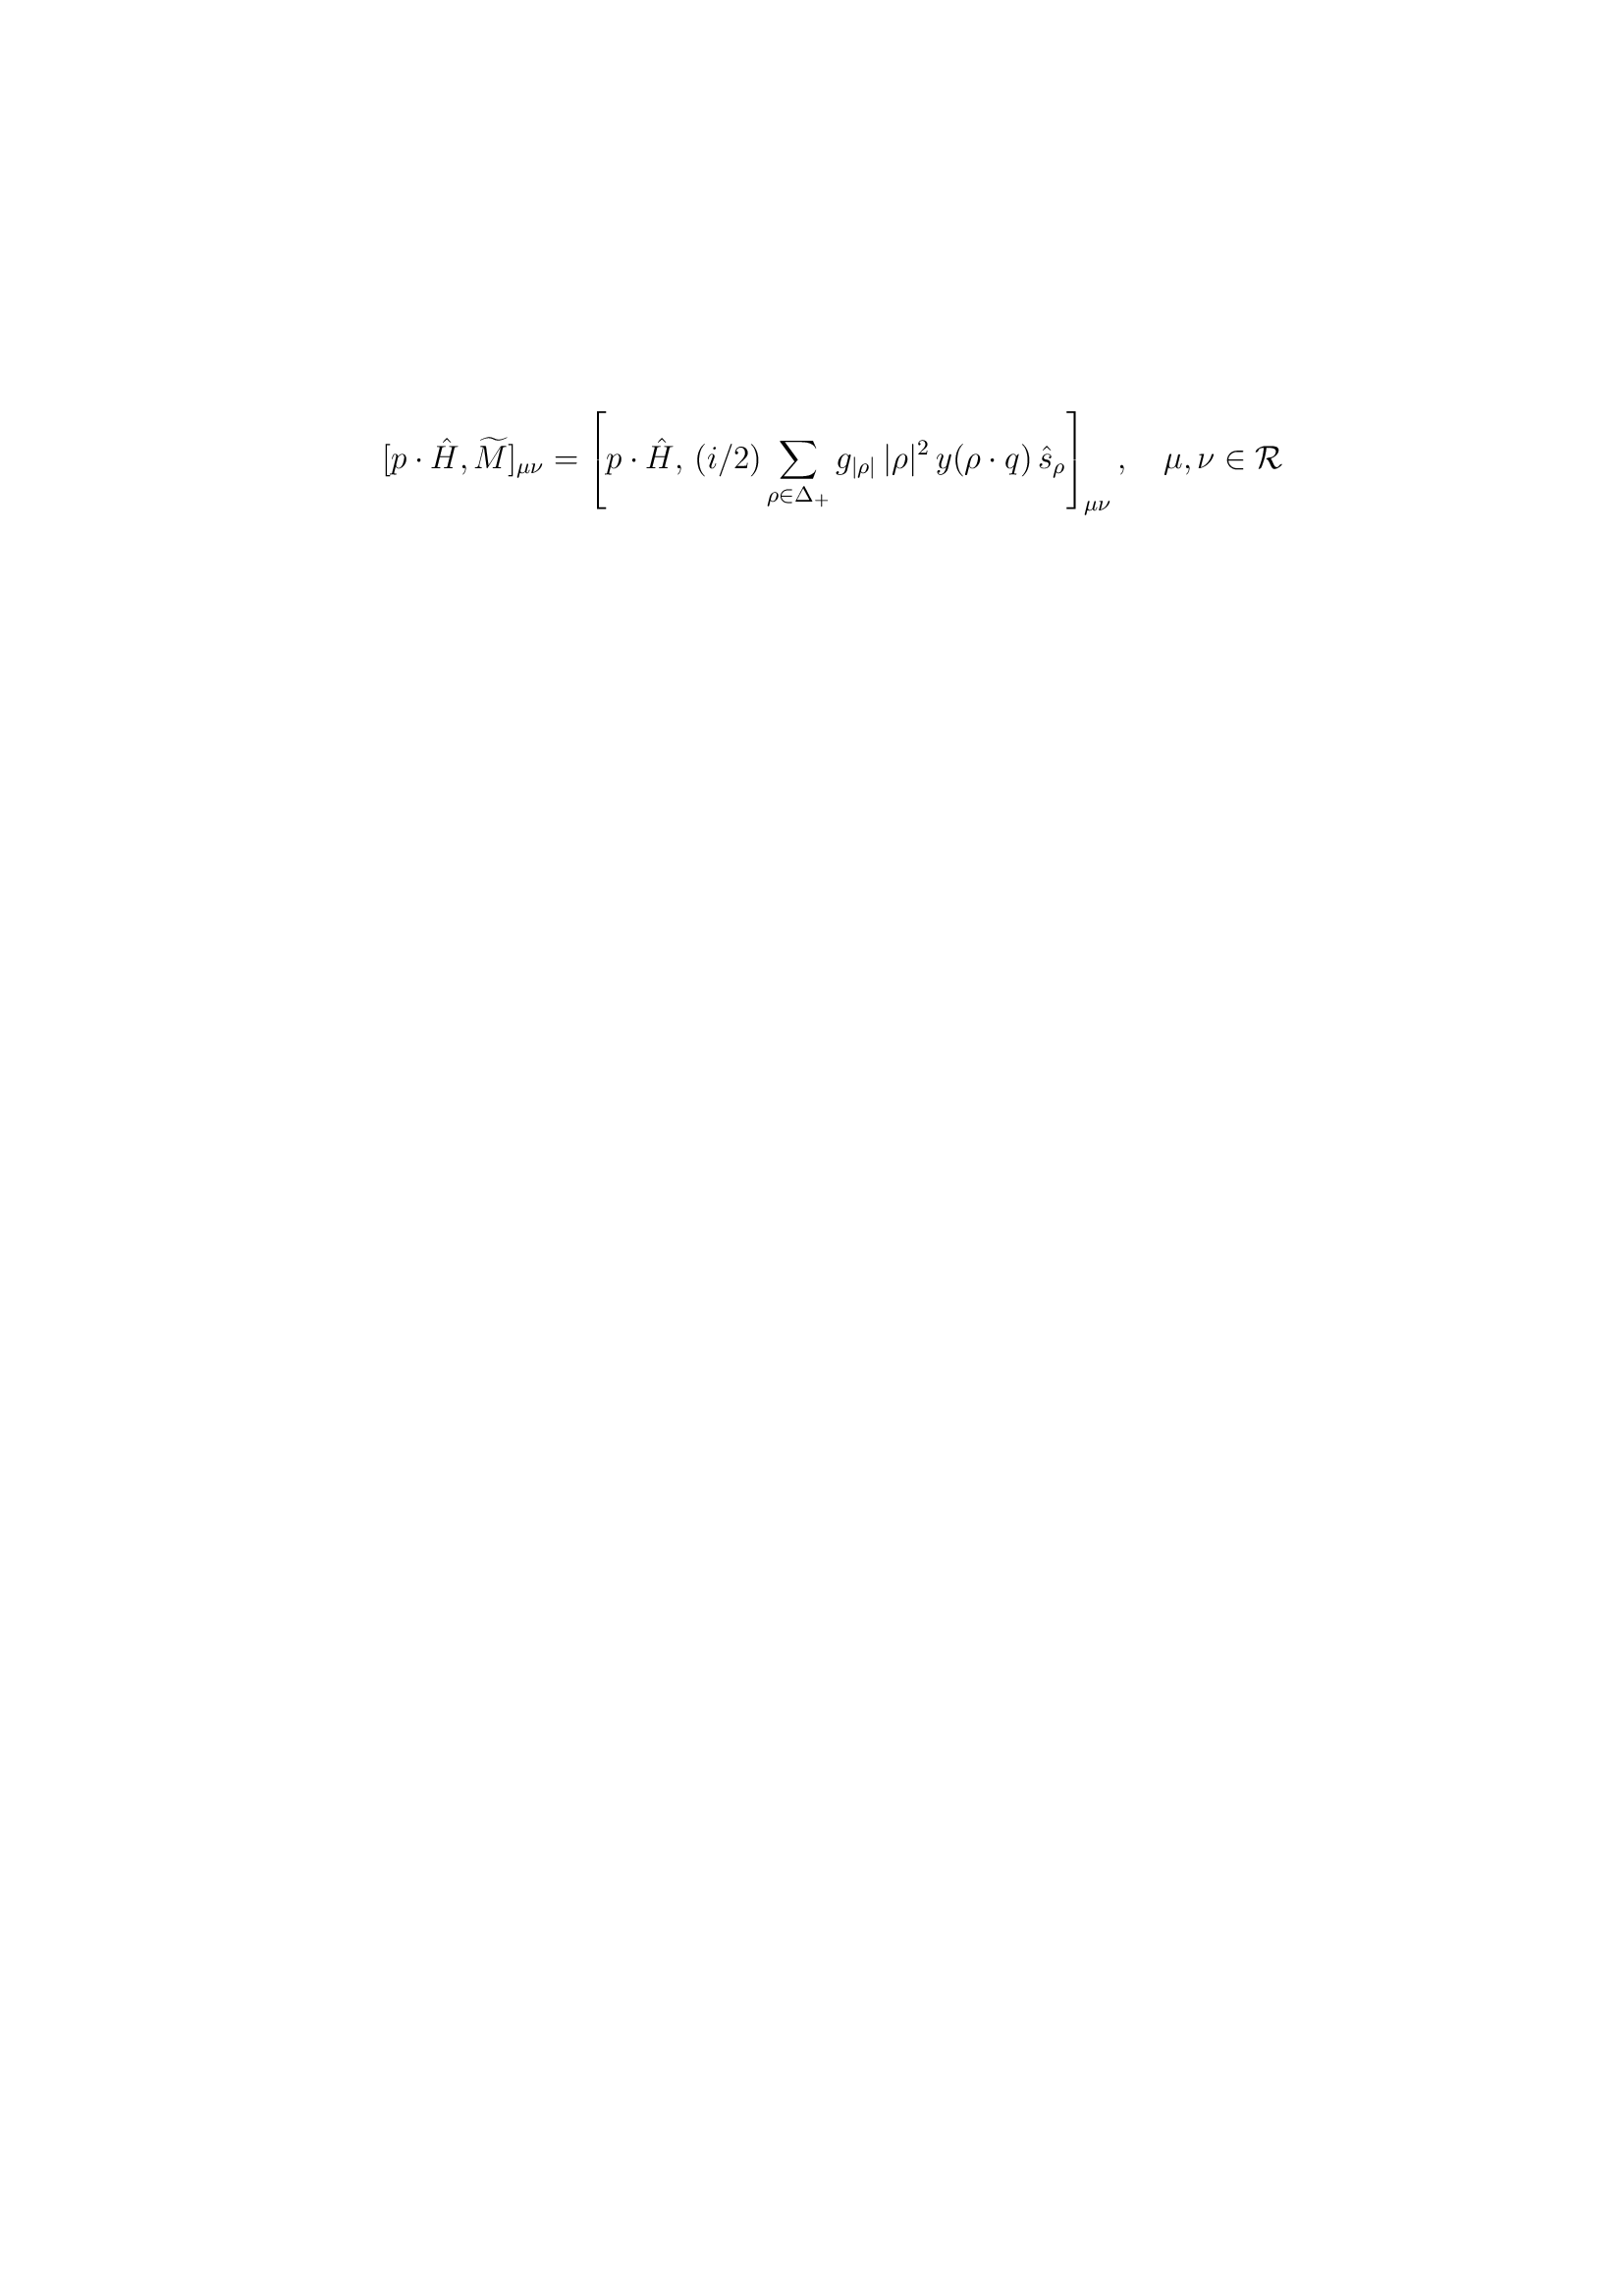 $[p \cdot \hat{H}, \widetilde{M}]_{\mu\nu} = \left[ p \cdot \hat{H},\, (i/2) \sum_{\rho \in \Delta_+} g_{|\rho|}\, |\rho|^2\, y(\rho \cdot q)\, \hat{s}_\rho \right]_{\mu\nu}, \quad \mu, \nu \in \mathcal{R}$